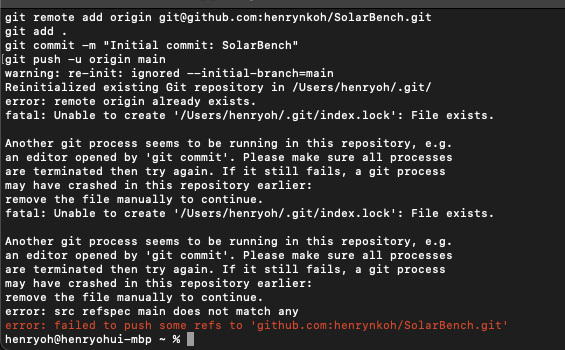 git remote add origin git@github.com:henrynkoh/SolarBench.git
git add .
git commit -m "Initial commit: SolarBench"
git push -u origin main
warning: re-init: ignored --initial-branch=main
Reinitialized existing Git repository in /Users/henryoh/.git/
error: remote origin already exists.
fatal: Unable to create '/Users/henryoh/.git/index.lock': File exists.

Another git process seems to be running in this repository, e.g.
an editor opened by 'git commit'. Please make sure all processes
are terminated then try again. If it still fails, a git process
may have crashed in this repository earlier:
remove the file manually to continue.
fatal: Unable to create '/Users/henryoh/.git/index.lock': File exists.

Another git process seems to be running in this repository, e.g.
an editor opened by 'git commit'. Please make sure all processes
are terminated then try again. If it still fails, a git process
may have crashed in this repository earlier:
remove the file manually to continue.
error: src refspec main does not match any
error: failed to push some refs to 'github.com:henrynkoh/SolarBench.git'
henryoh@henryohui-mbp ~ %